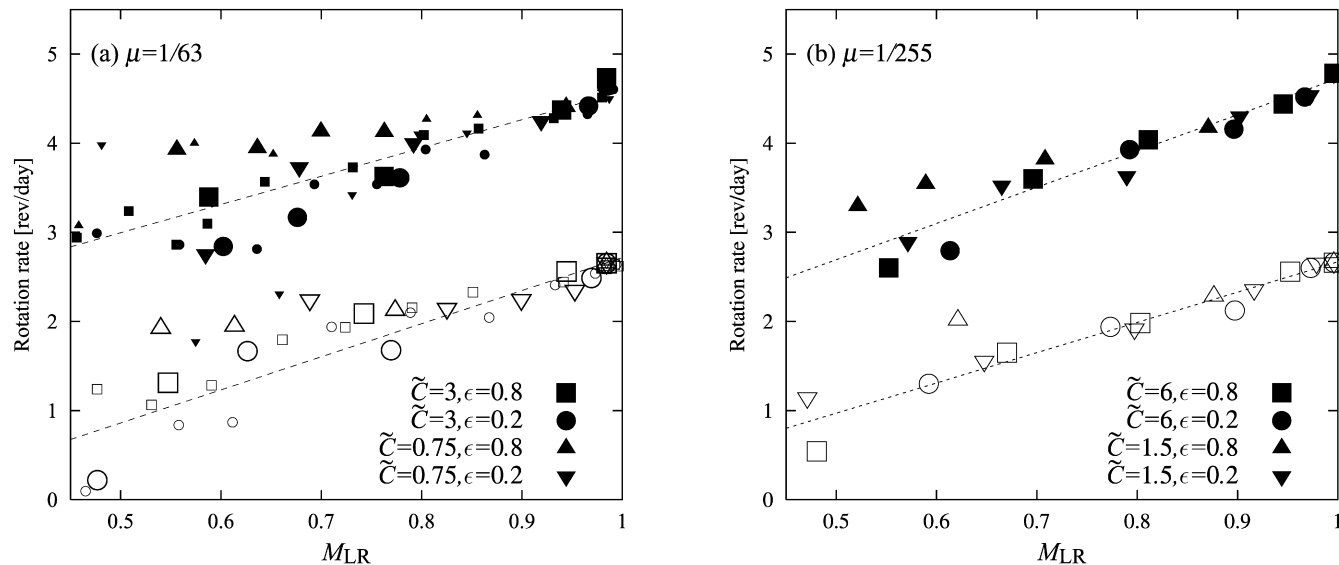 (a) μ=1/63
Rotation rate [rev/day]
5
4
3
2
1
0
C̃=3,ϵ=0.8
C̃=3,ϵ=0.2
C̃=0.75,ϵ=0.8
C̃=0.75,ϵ=0.2
0.5 0.6 0.7 0.8 0.9 1
M_LR
(b) μ=1/255
Rotation rate [rev/day]
5
4
3
2
1
0
C̃=6,ϵ=0.8
C̃=6,ϵ=0.2
C̃=1.5,ϵ=0.8
C̃=1.5,ϵ=0.2
0.5 0.6 0.7 0.8 0.9 1
M_LR